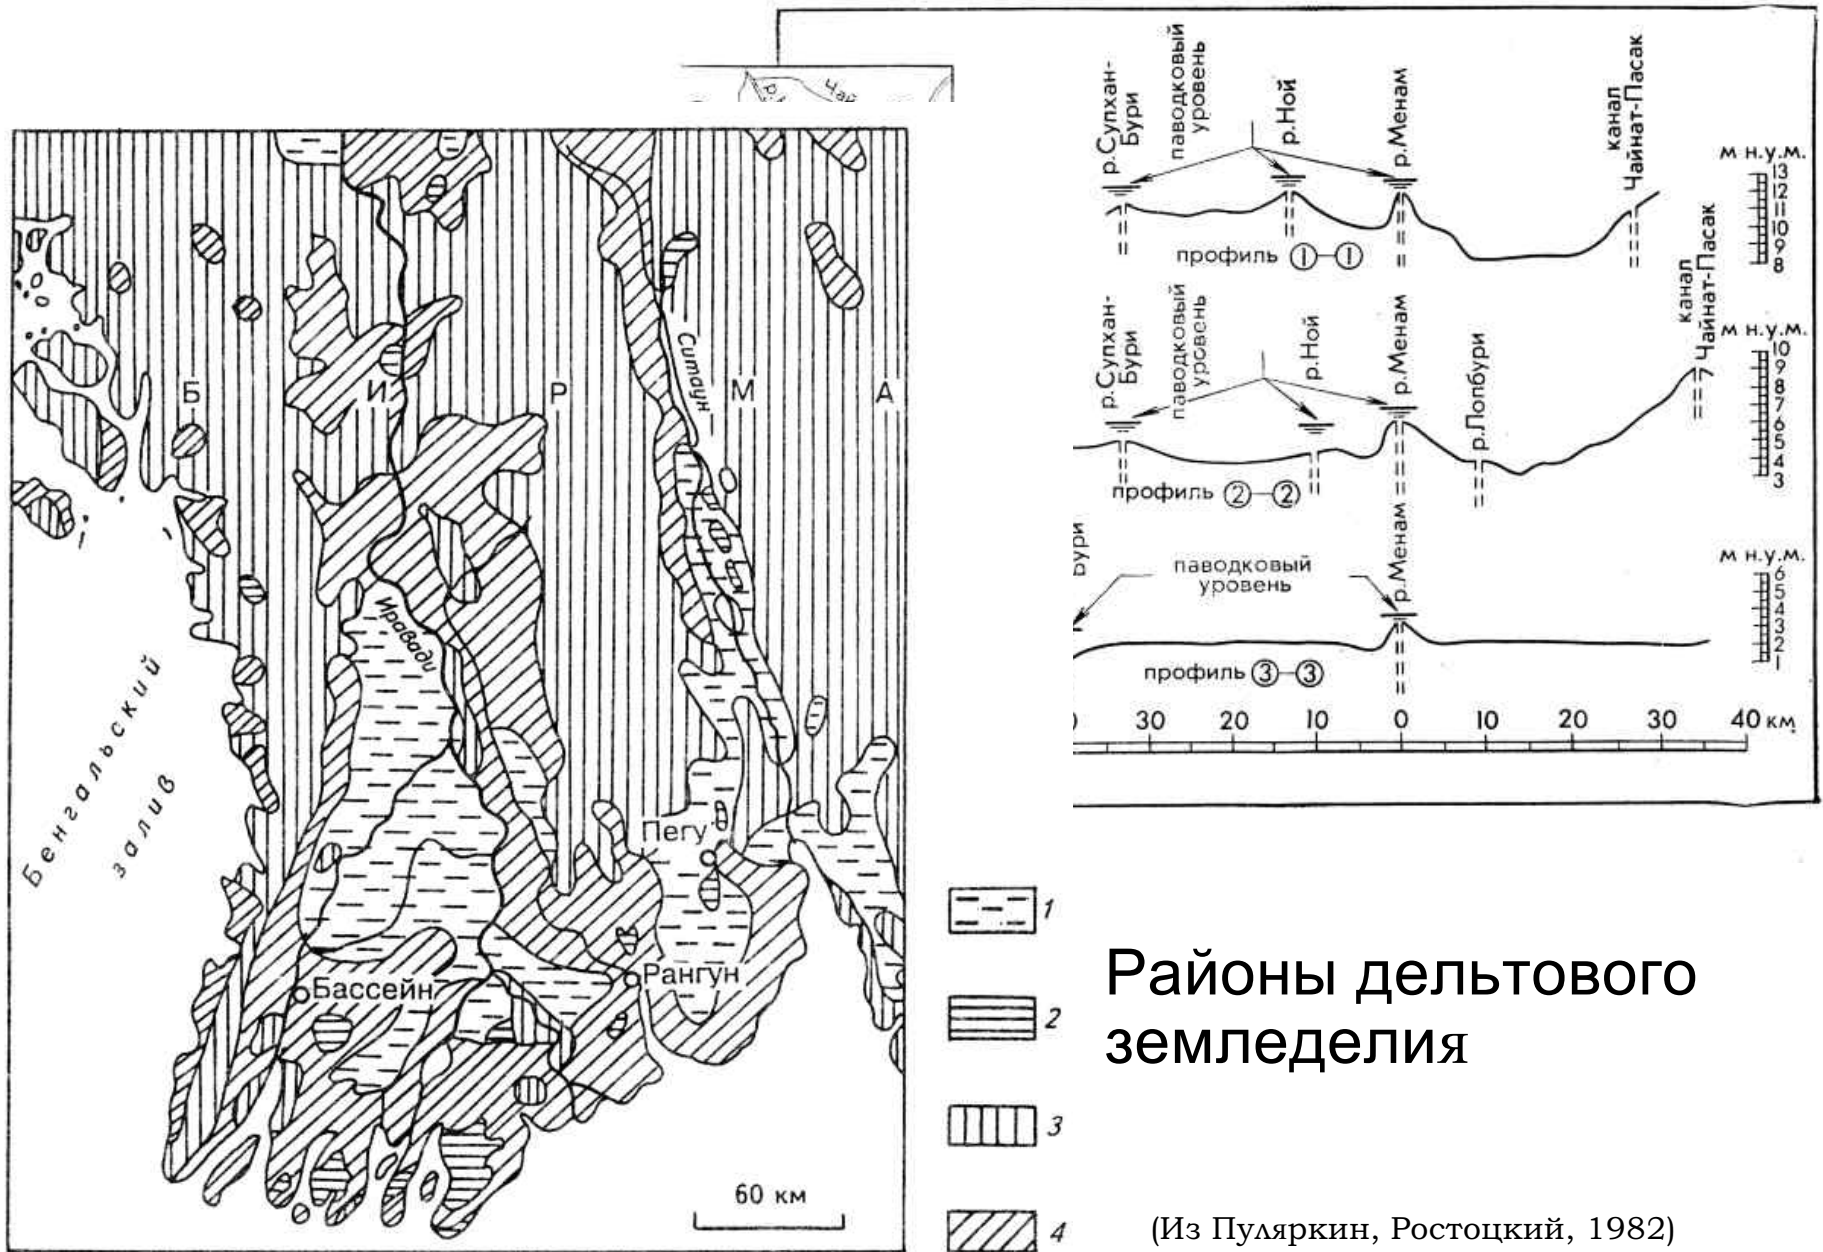 Б И Р М А
Ситаун
Иравади
Бенгальский
залив
Пегу
Рангун
Бассейн
60 км
р.Супхан-
Бури
паводковый
уровень
р.Ной
р.Менам
канал
Чайнат-Пасак
м н.у.м.
13
12
11
10
9
8
профиль 1—1
р.Супхан-
Бури
паводковый
уровень
р.Ной
р.Менам
р.Лопбури
канал
Чайнат-Пасак
м н.у.м.
10
9
8
7
6
5
4
3
профиль 2—2
Бури
паводковый
уровень
р.Менам
м н.у.м.
6
5
4
3
2
1
профиль 3—3
30 20 10 0 10 20 30 40 км
1
2
3
4
Районы дельтового
земледелия
(Из Пуляркин, Ростоцкий, 1982)